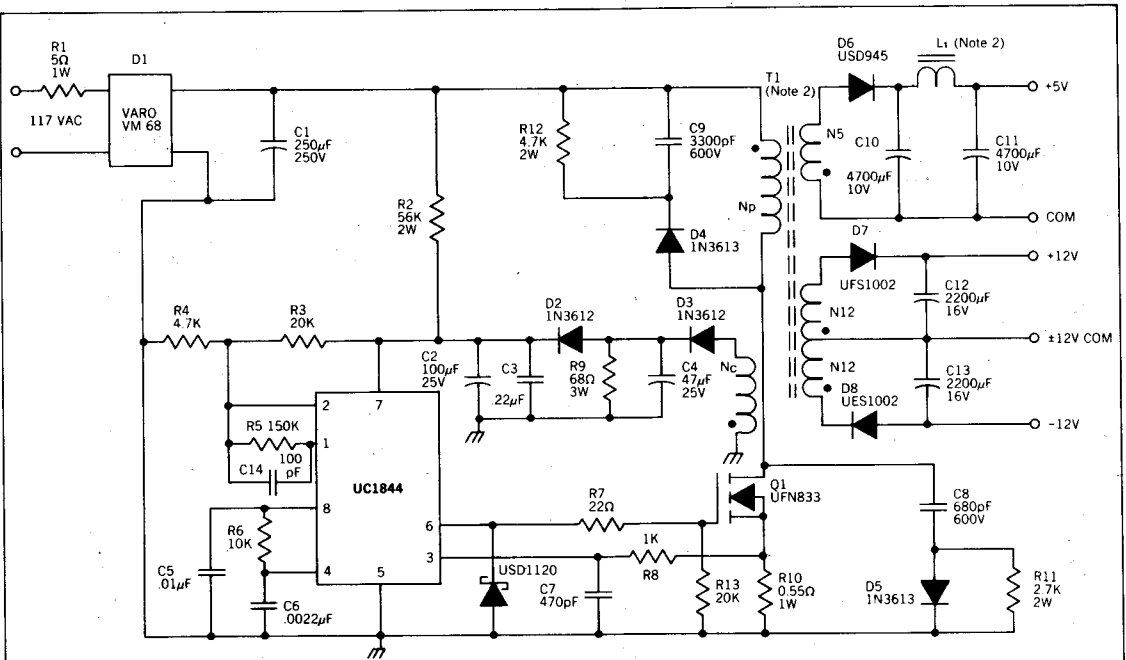 R1
5Ω
1W
D1
VARO
VM 68
117 VAC
C1
250µF
250V
R2
56K
2W
R12
4.7K
2W
C9
3300pF
600V
D4
1N3613
T1
(Note 2)
Np
N5
D6
USD945
L1 (Note 2)
C10
4700µF
10V
C11
4700µF
10V
+5V
COM
D7
UFS1002
+12V
N12
C12
2200µF
16V
±12V COM
N12
D8
UES1002
C13
2200µF
16V
-12V
R4
4.7K
R3
20K
C2
100µF
25V
C3
.22µF
D2
1N3612
R9
68Ω
3W
D3
1N3612
C4
47µF
25V
Nc
7
2
R5 150K
1
100
pF
C14
UC1844
8
R6
10K
4
5
6
3
C5
.01µF
C6
.0022µF
USD1120
R7
22Ω
1K
R8
C7
470pF
Q1
UFN833
R13
20K
R10
0.55Ω
1W
C8
680pF
600V
D5
1N3613
R11
2.7K
2W